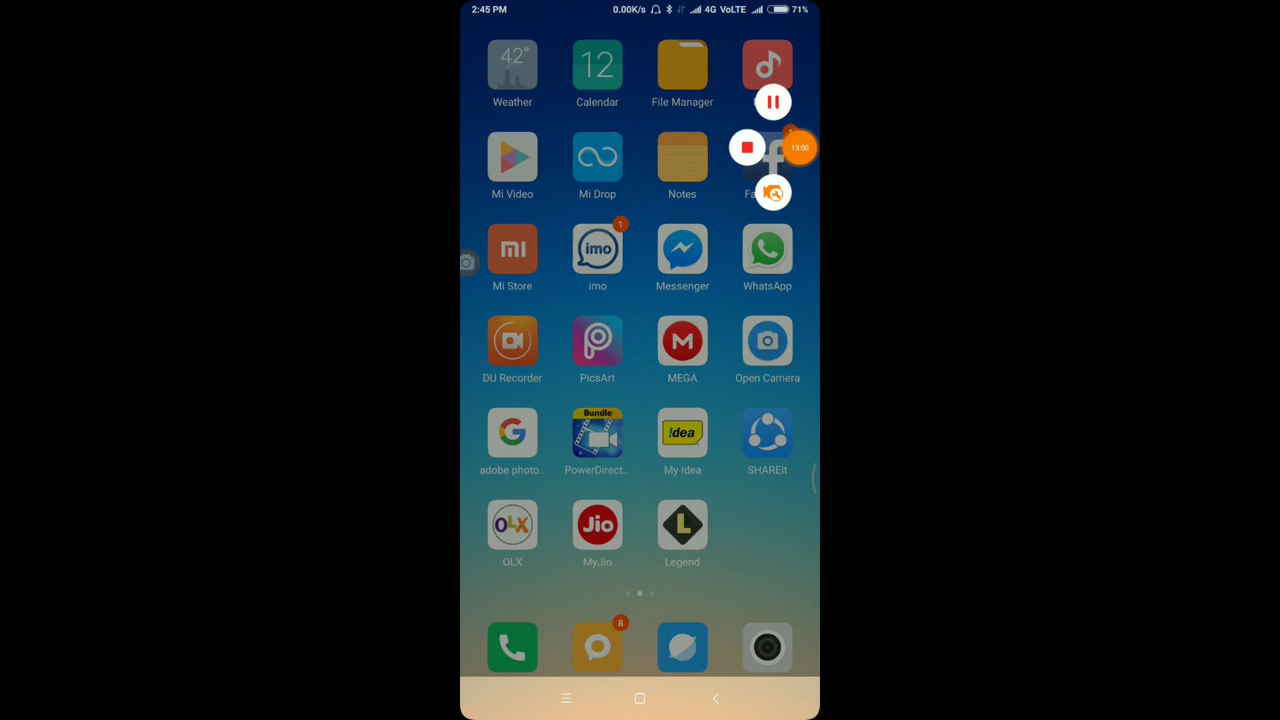 2:45 PM 0.00K/s 4G VoLTE 71%
42°
12
Weather Calendar File Manager
13:50
Mi Video Mi Drop Notes Fa
1
imo
Mi Store imo Messenger WhatsApp
M
DU Recorder PicsArt MEGA Open Camera
Bundle
G !dea
adobe photo.. PowerDirect.. My Idea SHAREit
OLX Jio L
OLX MyJio Legend
8